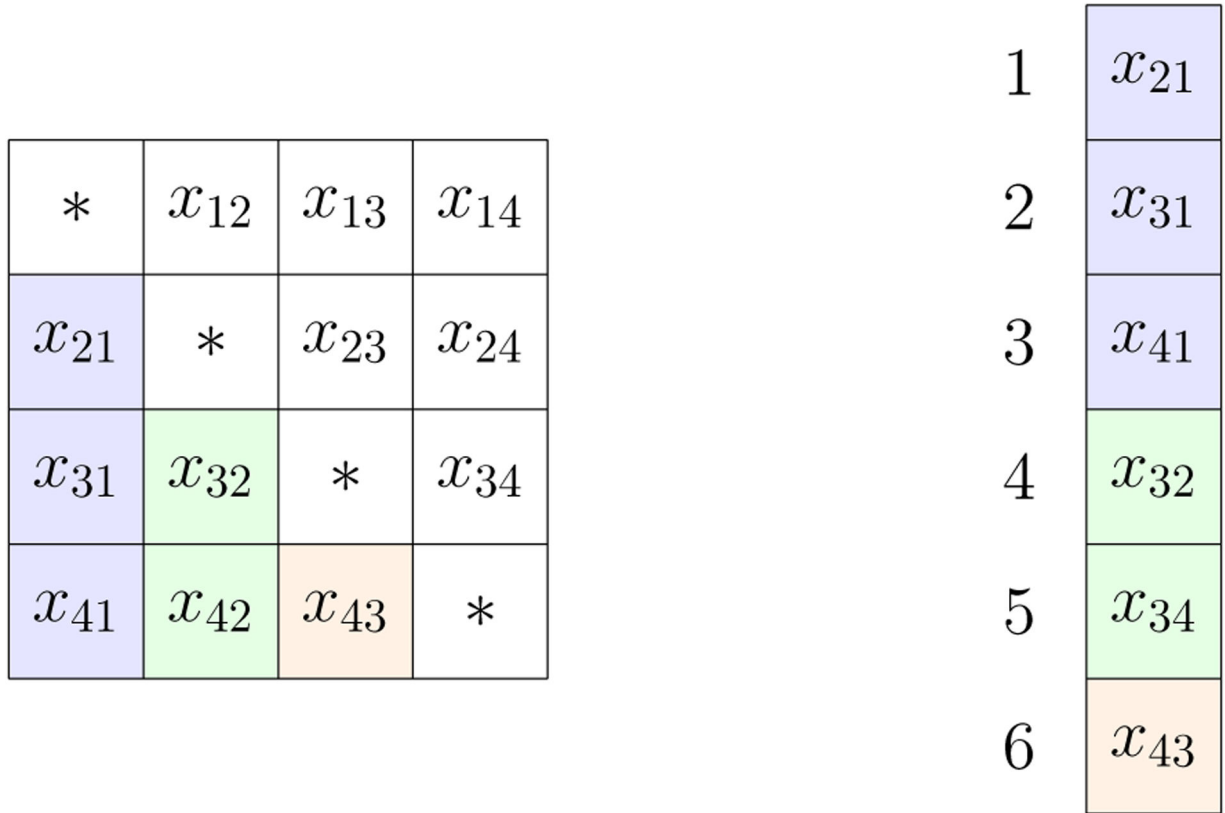 * x₁₂ x₁₃ x₁₄
x₂₁ * x₂₃ x₂₄
x₃₁ x₃₂ * x₃₄
x₄₁ x₄₂ x₄₃ *
1 x₂₁
2 x₃₁
3 x₄₁
4 x₃₂
5 x₃₄
6 x₄₃